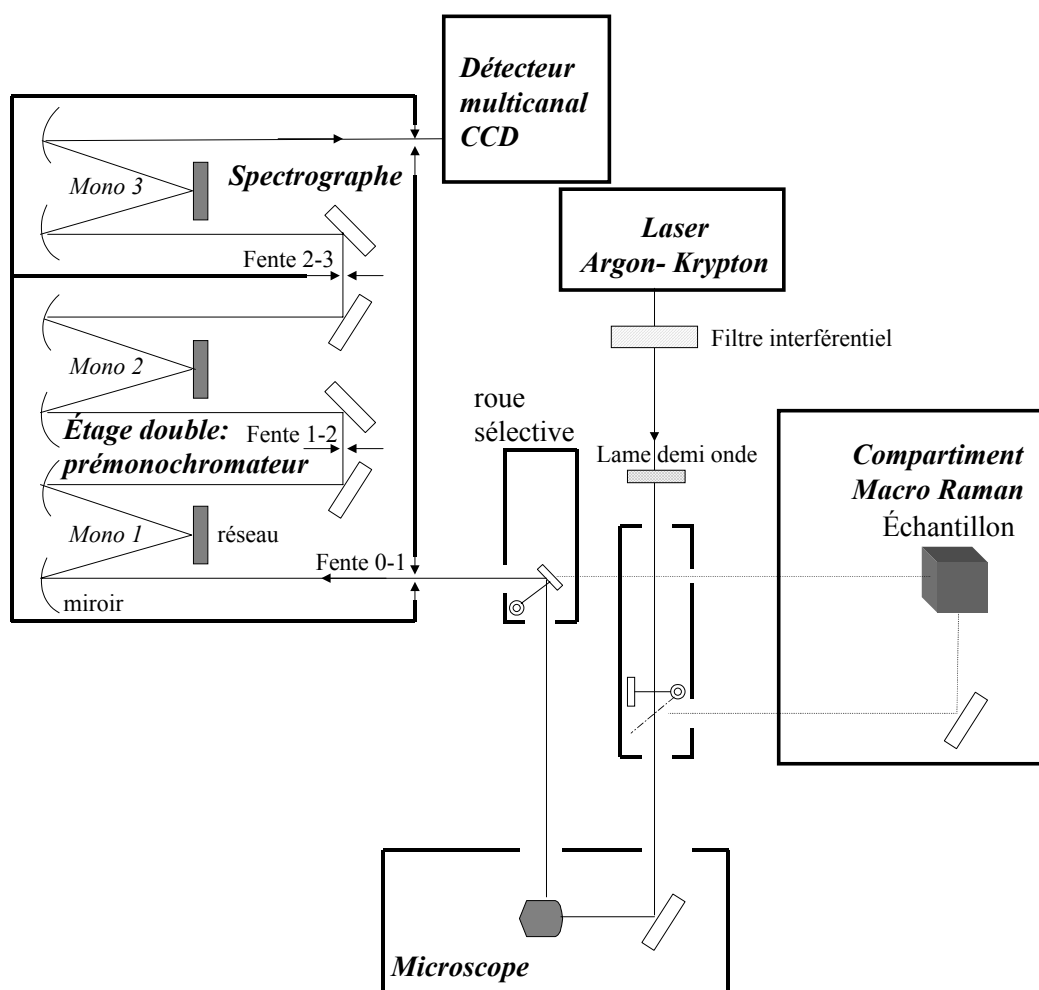 Détecteur
multicanal
CCD
Mono 3
Spectrographe
Fente 2-3
Laser
Argon- Krypton
Filtre interférentiel
Mono 2
roue
sélective
Étage double:
prémonochromateur
Fente 1-2
Lame demi onde
Compartiment
Macro Raman
Échantillon
Mono 1
réseau
Fente 0-1
miroir
Microscope